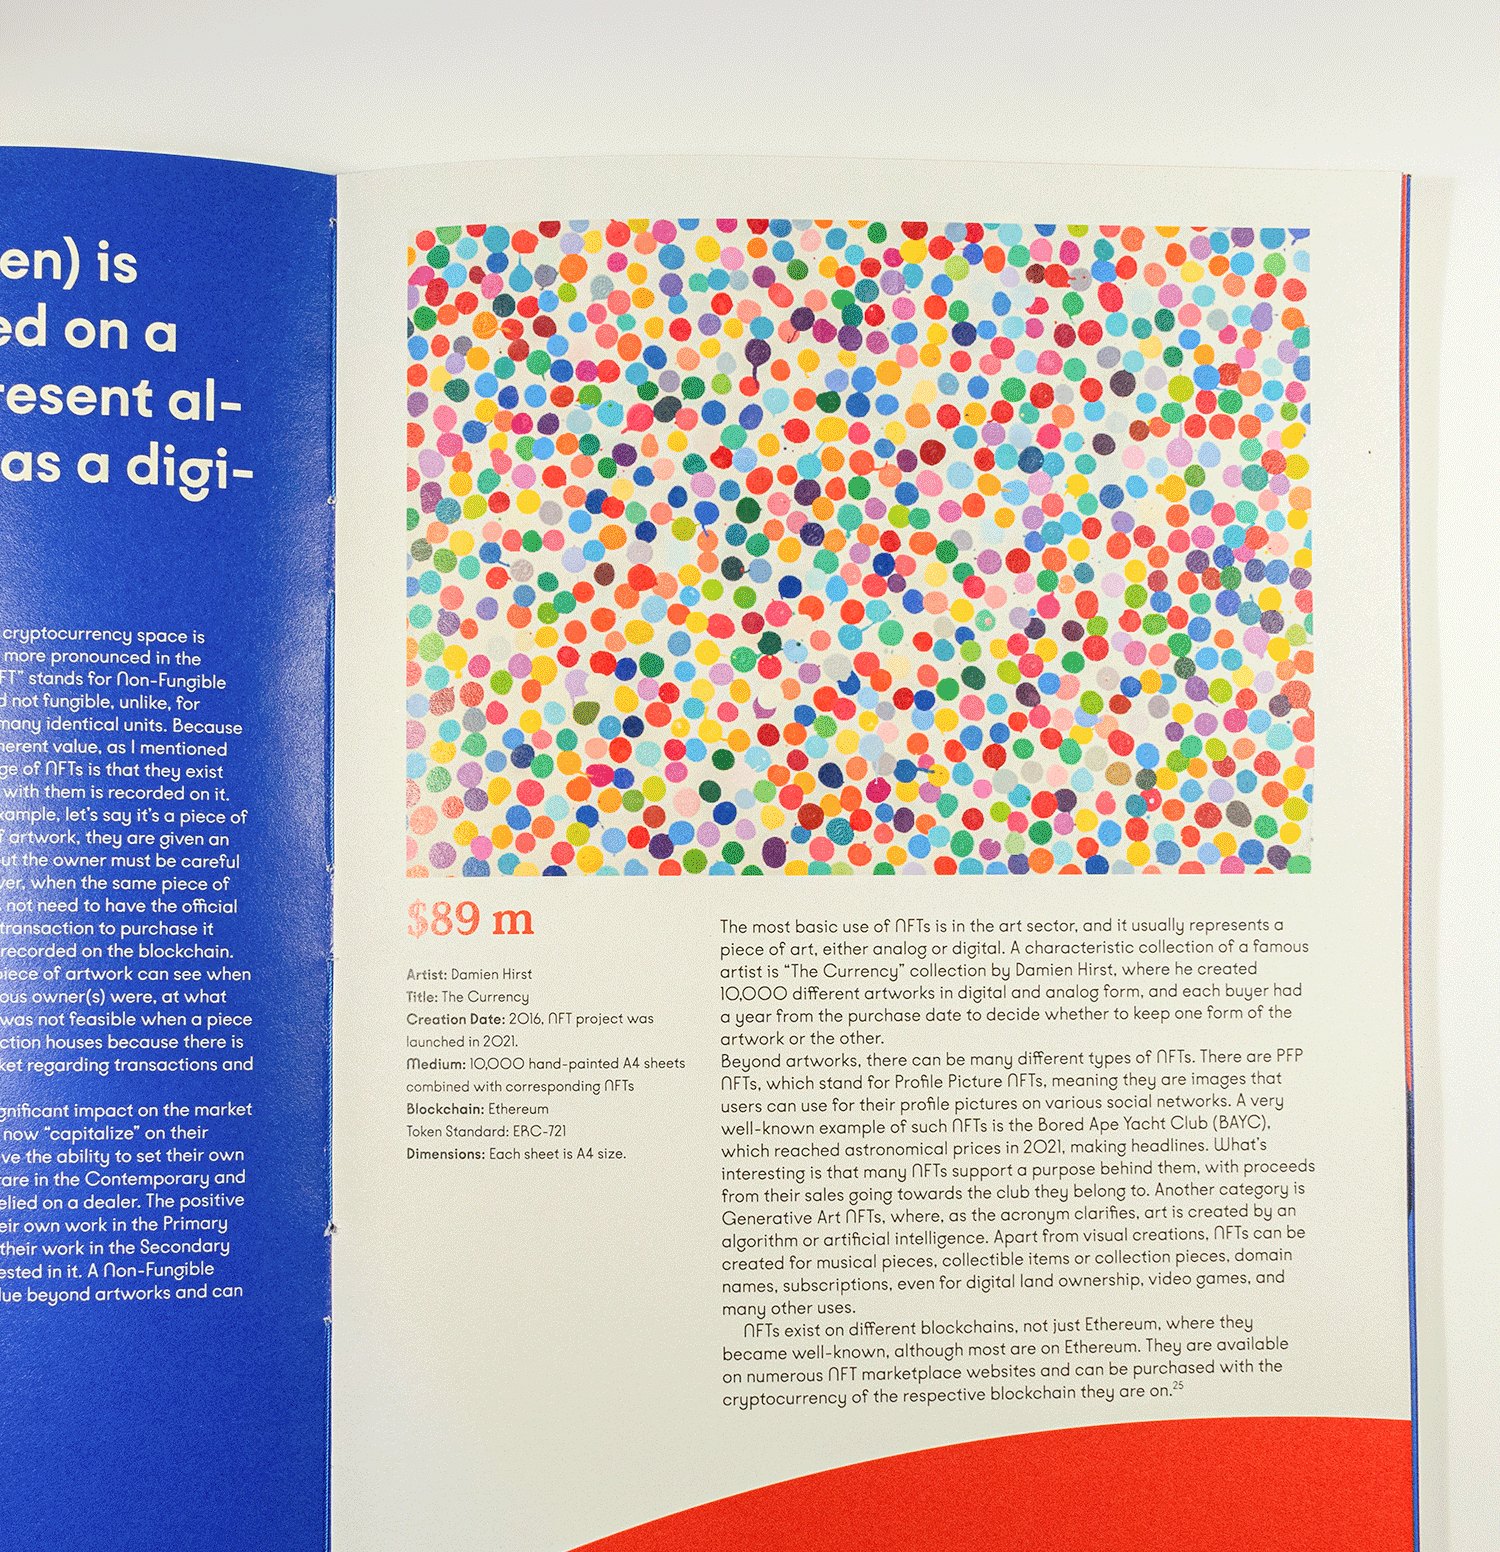 en) is
ed on a
resent al-
as a digi-
cryptocurrency space is
more pronounced in the
FT” stands for Non-Fungible
d not fungible, unlike, for
many identical units. Because
herent value, as I mentioned
ge of NFTs is that they exist
with them is recorded on it.
xample, let’s say it’s a piece of
f artwork, they are given an
ut the owner must be careful
ver, when the same piece of
not need to have the official
transaction to purchase it
recorded on the blockchain.
piece of artwork can see when
ous owner(s) were, at what
was not feasible when a piece
ction houses because there is
ket regarding transactions and
gnificant impact on the market
now “capitalize” on their
ve the ability to set their own
rare in the Contemporary and
elied on a dealer. The positive
eir own work in the Primary
their work in the Secondary
ested in it. A Non-Fungible
lue beyond artworks and can
$89 m
Artist: Damien Hirst
Title: The Currency
Creation Date: 2016, NFT project was
launched in 2021.
Medium: 10,000 hand-painted A4 sheets
combined with corresponding NFTs
Blockchain: Ethereum
Token Standard: ERC-721
Dimensions: Each sheet is A4 size.
The most basic use of NFTs is in the art sector, and it usually represents a
piece of art, either analog or digital. A characteristic collection of a famous
artist is “The Currency” collection by Damien Hirst, where he created
10,000 different artworks in digital and analog form, and each buyer had
a year from the purchase date to decide whether to keep one form of the
artwork or the other.
Beyond artworks, there can be many different types of NFTs. There are PFP
NFTs, which stand for Profile Picture NFTs, meaning they are images that
users can use for their profile pictures on various social networks. A very
well-known example of such NFTs is the Bored Ape Yacht Club (BAYC),
which reached astronomical prices in 2021, making headlines. What’s
interesting is that many NFTs support a purpose behind them, with proceeds
from their sales going towards the club they belong to. Another category is
Generative Art NFTs, where, as the acronym clarifies, art is created by an
algorithm or artificial intelligence. Apart from visual creations, NFTs can be
created for musical pieces, collectible items or collection pieces, domain
names, subscriptions, even for digital land ownership, video games, and
many other uses.
NFTs exist on different blockchains, not just Ethereum, where they
became well-known, although most are on Ethereum. They are available
on numerous NFT marketplace websites and can be purchased with the
cryptocurrency of the respective blockchain they are on.25